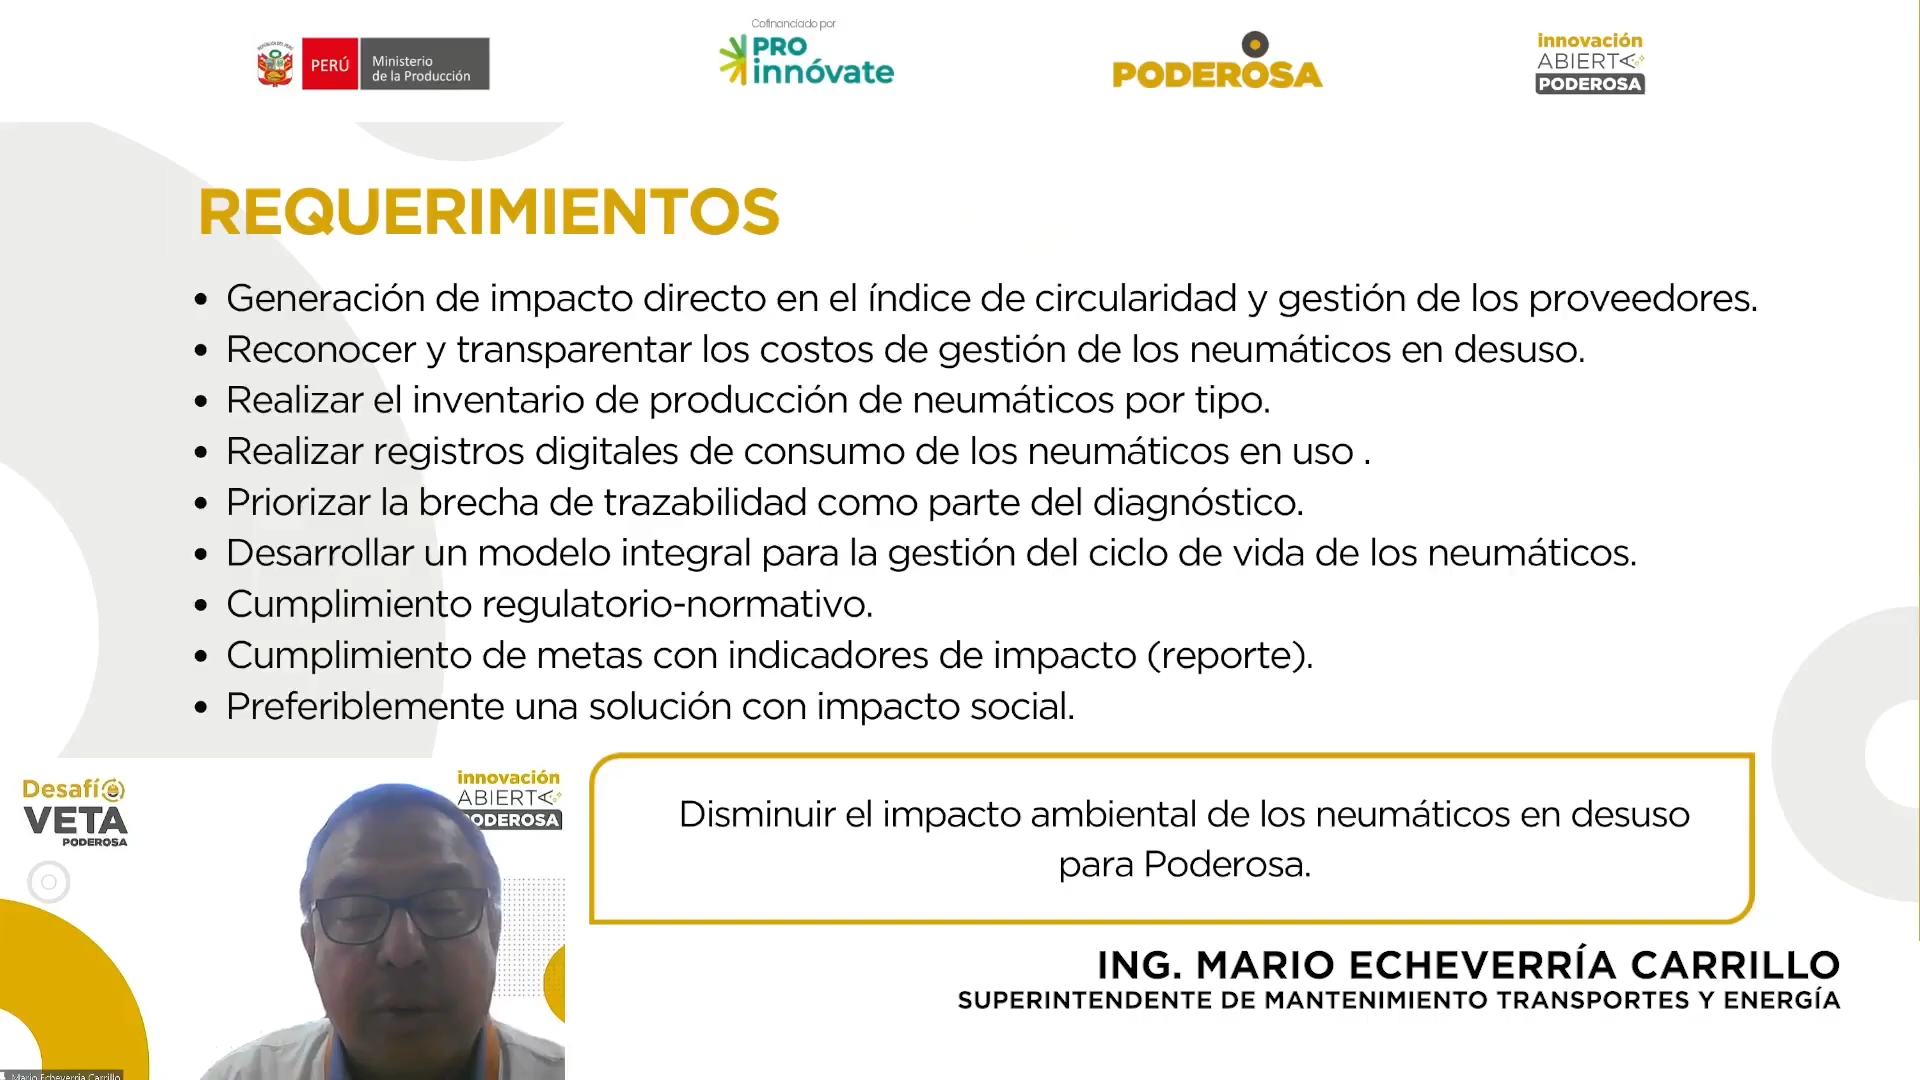 Cofinanciado por
PERÚ
Ministerio
de la Producción
PRO
innóvate
PODEROSA
innovación
ABIERTA
PODEROSA
REQUERIMIENTOS
• Generación de impacto directo en el índice de circularidad y gestión de los proveedores.
• Reconocer y transparentar los costos de gestión de los neumáticos en desuso.
• Realizar el inventario de producción de neumáticos por tipo.
• Realizar registros digitales de consumo de los neumáticos en uso .
• Priorizar la brecha de trazabilidad como parte del diagnóstico.
• Desarrollar un modelo integral para la gestión del ciclo de vida de los neumáticos.
• Cumplimiento regulatorio-normativo.
• Cumplimiento de metas con indicadores de impacto (reporte).
• Preferiblemente una solución con impacto social.
Desafío
VETA
PODEROSA
innovación
ABIERTA
PODEROSA
Disminuir el impacto ambiental de los neumáticos en desuso
para Poderosa.
ING. MARIO ECHEVERRÍA CARRILLO
SUPERINTENDENTE DE MANTENIMIENTO TRANSPORTES Y ENERGÍA
Mario Echeverria Carrillo